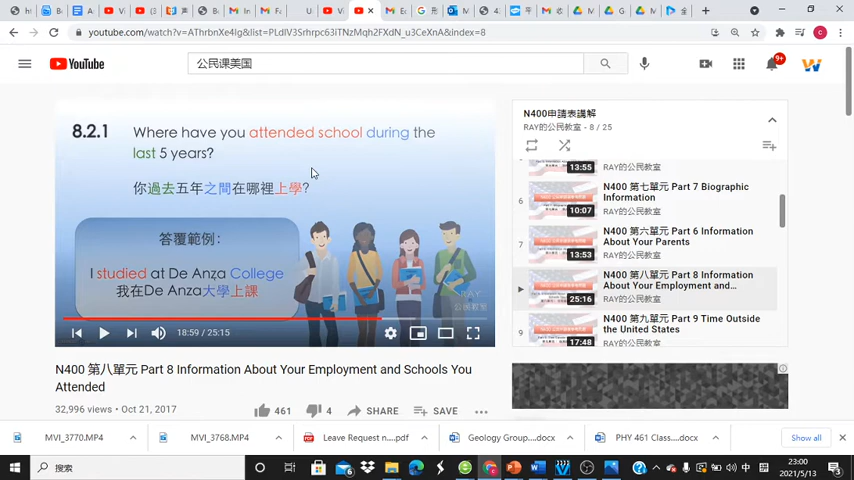 youtube.com/watch?v=AThrbnXe4Ig&list=PLdIV3Srhrpc63iTNzMqh2FXdN_u3CeXnA&index=8
YouTube
公民课美国
9+
8.2.1 Where have you attended school during the
last 5 years?
你過去五年之間在哪裡上學?
答覆範例:
I studied at De Anza College
我在De Anza大學上課
RAY
公民教室
18:59 / 25:15
N400 第八單元 Part 8 Information About Your Employment and Schools You
Attended
32,996 views • Oct 21, 2017
461
4
SHARE
SAVE
N400申請表講解
RAY的公民教室 - 8 / 25
13:55
RAY的公民教室
6
10:07
N400 第七單元 Part 7 Biographic
Information
RAY的公民教室
7
13:53
N400 第六單元 Part 6 Information
About Your Parents
RAY的公民教室
25:16
N400 第八單元 Part 8 Information
About Your Employment and...
RAY的公民教室
9
17:48
N400 第九單元 Part 9 Time Outside
the United States
RAY的公民教室
MVI_3770.MP4
MVI_3768.MP4
Leave Request n....pdf
Geology Group....docx
PHY 461 Class....docx
Show all
搜索
23:00
2021/5/13
3